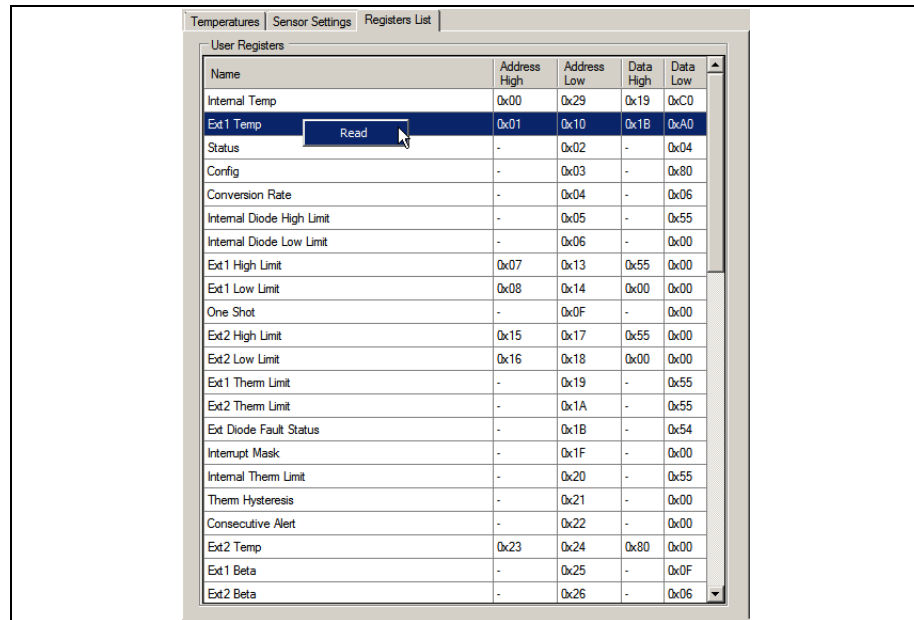 Temperatures Sensor Settings Registers List
User Registers
Name Address High Address Low Data High Data Low
Internal Temp 0x00 0x29 0x19 0xC0
Ext1 Temp 0x01 0x10 0x1B 0xA0
Read
Status - 0x02 - 0x04
Config - 0x03 - 0x80
Conversion Rate - 0x04 - 0x06
Internal Diode High Limit - 0x05 - 0x55
Internal Diode Low Limit - 0x06 - 0x00
Ext1 High Limit 0x07 0x13 0x55 0x00
Ext1 Low Limit 0x08 0x14 0x00 0x00
One Shot - 0x0F - 0x00
Ext2 High Limit 0x15 0x17 0x55 0x00
Ext2 Low Limit 0x16 0x18 0x00 0x00
Ext1 Therm Limit - 0x19 - 0x55
Ext2 Therm Limit - 0x1A - 0x55
Ext Diode Fault Status - 0x1B - 0x54
Interrupt Mask - 0x1F - 0x00
Internal Therm Limit - 0x20 - 0x55
Therm Hysteresis - 0x21 - 0x00
Consecutive Alert - 0x22 - 0x00
Ext2 Temp 0x23 0x24 0x80 0x00
Ext1 Beta - 0x25 - 0x0F
Ext2 Beta - 0x26 - 0x06